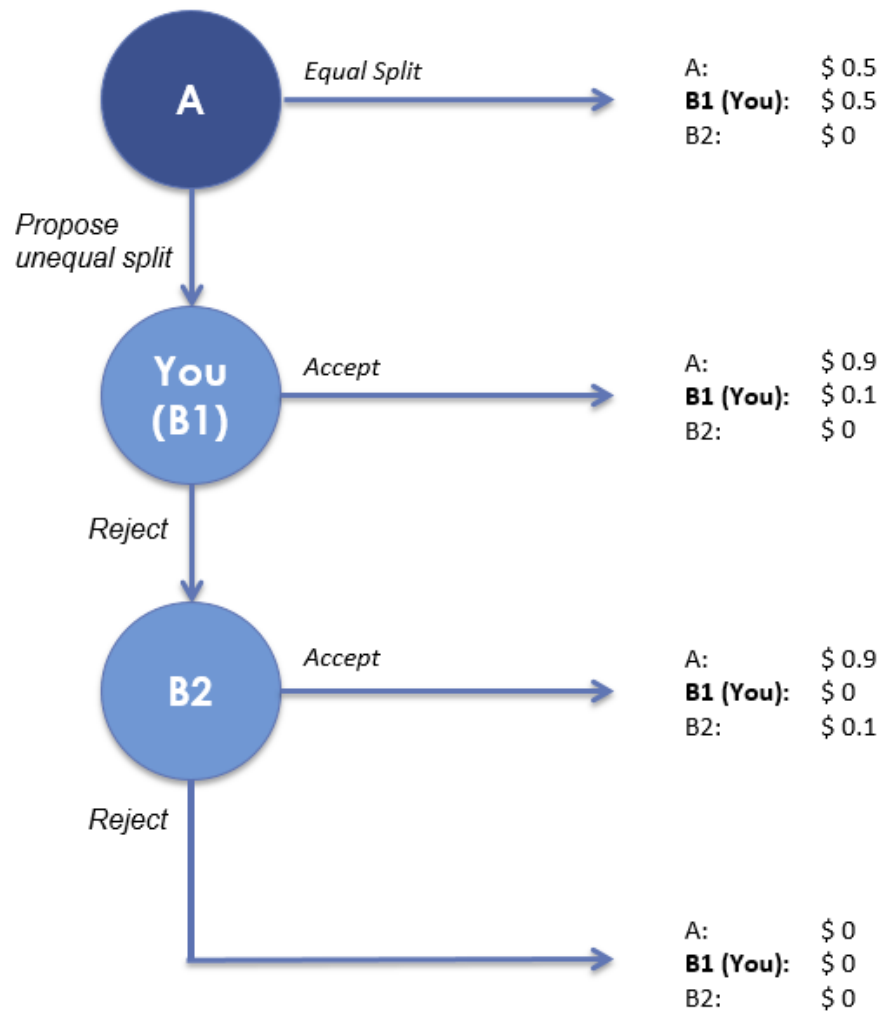 A
Equal Split
A: $ 0.5
B1 (You): $ 0.5
B2: $ 0
Propose
unequal split
You
(B1)
Accept
A: $ 0.9
B1 (You): $ 0.1
B2: $ 0
Reject
B2
Accept
A: $ 0.9
B1 (You): $ 0
B2: $ 0.1
Reject
A: $ 0
B1 (You): $ 0
B2: $ 0